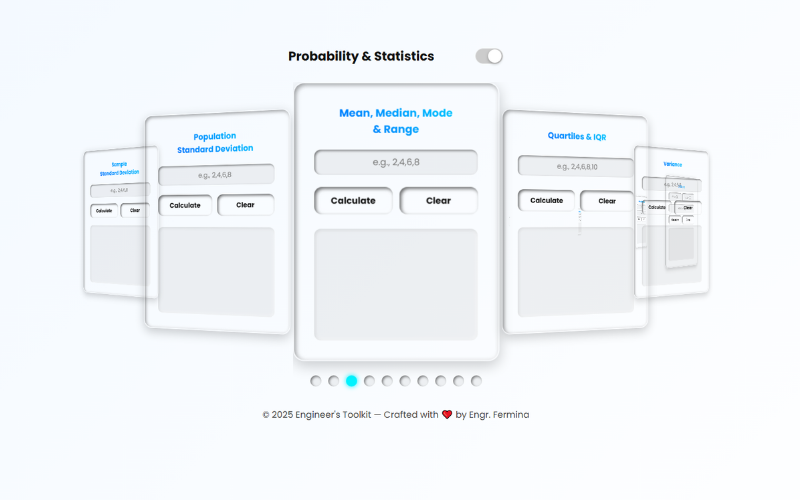 Probability & Statistics
Sample
Standard Deviation
e.g., 2,4,6,8
Calculate
Clear
Population
Standard Deviation
e.g., 2,4,6,8
Calculate
Clear
Mean, Median, Mode
& Range
e.g., 2,4,6,8
Calculate
Clear
Quartiles & IQR
e.g., 2,4,6,8,10
Calculate
Clear
Variance
Calculate
Clear
© 2025 Engineer's Toolkit — Crafted with ❤️ by Engr. Fermina